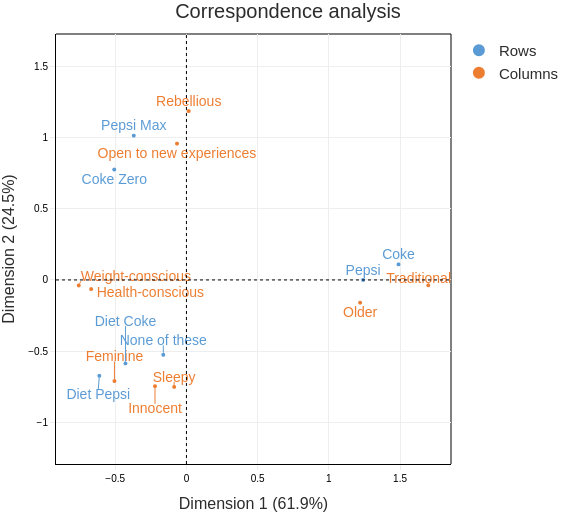 Correspondence analysis
Rows
Columns
Rebellious
Pepsi Max
Open to new experiences
Coke Zero
Coke
Pepsi
Traditional
Weight-conscious
Health-conscious
Older
Diet Coke
None of these
Feminine
Sleepy
Diet Pepsi
Innocent
1.5
1
0.5
0
−0.5
−1
Dimension 2 (24.5%)
−0.5
0
0.5
1
1.5
Dimension 1 (61.9%)